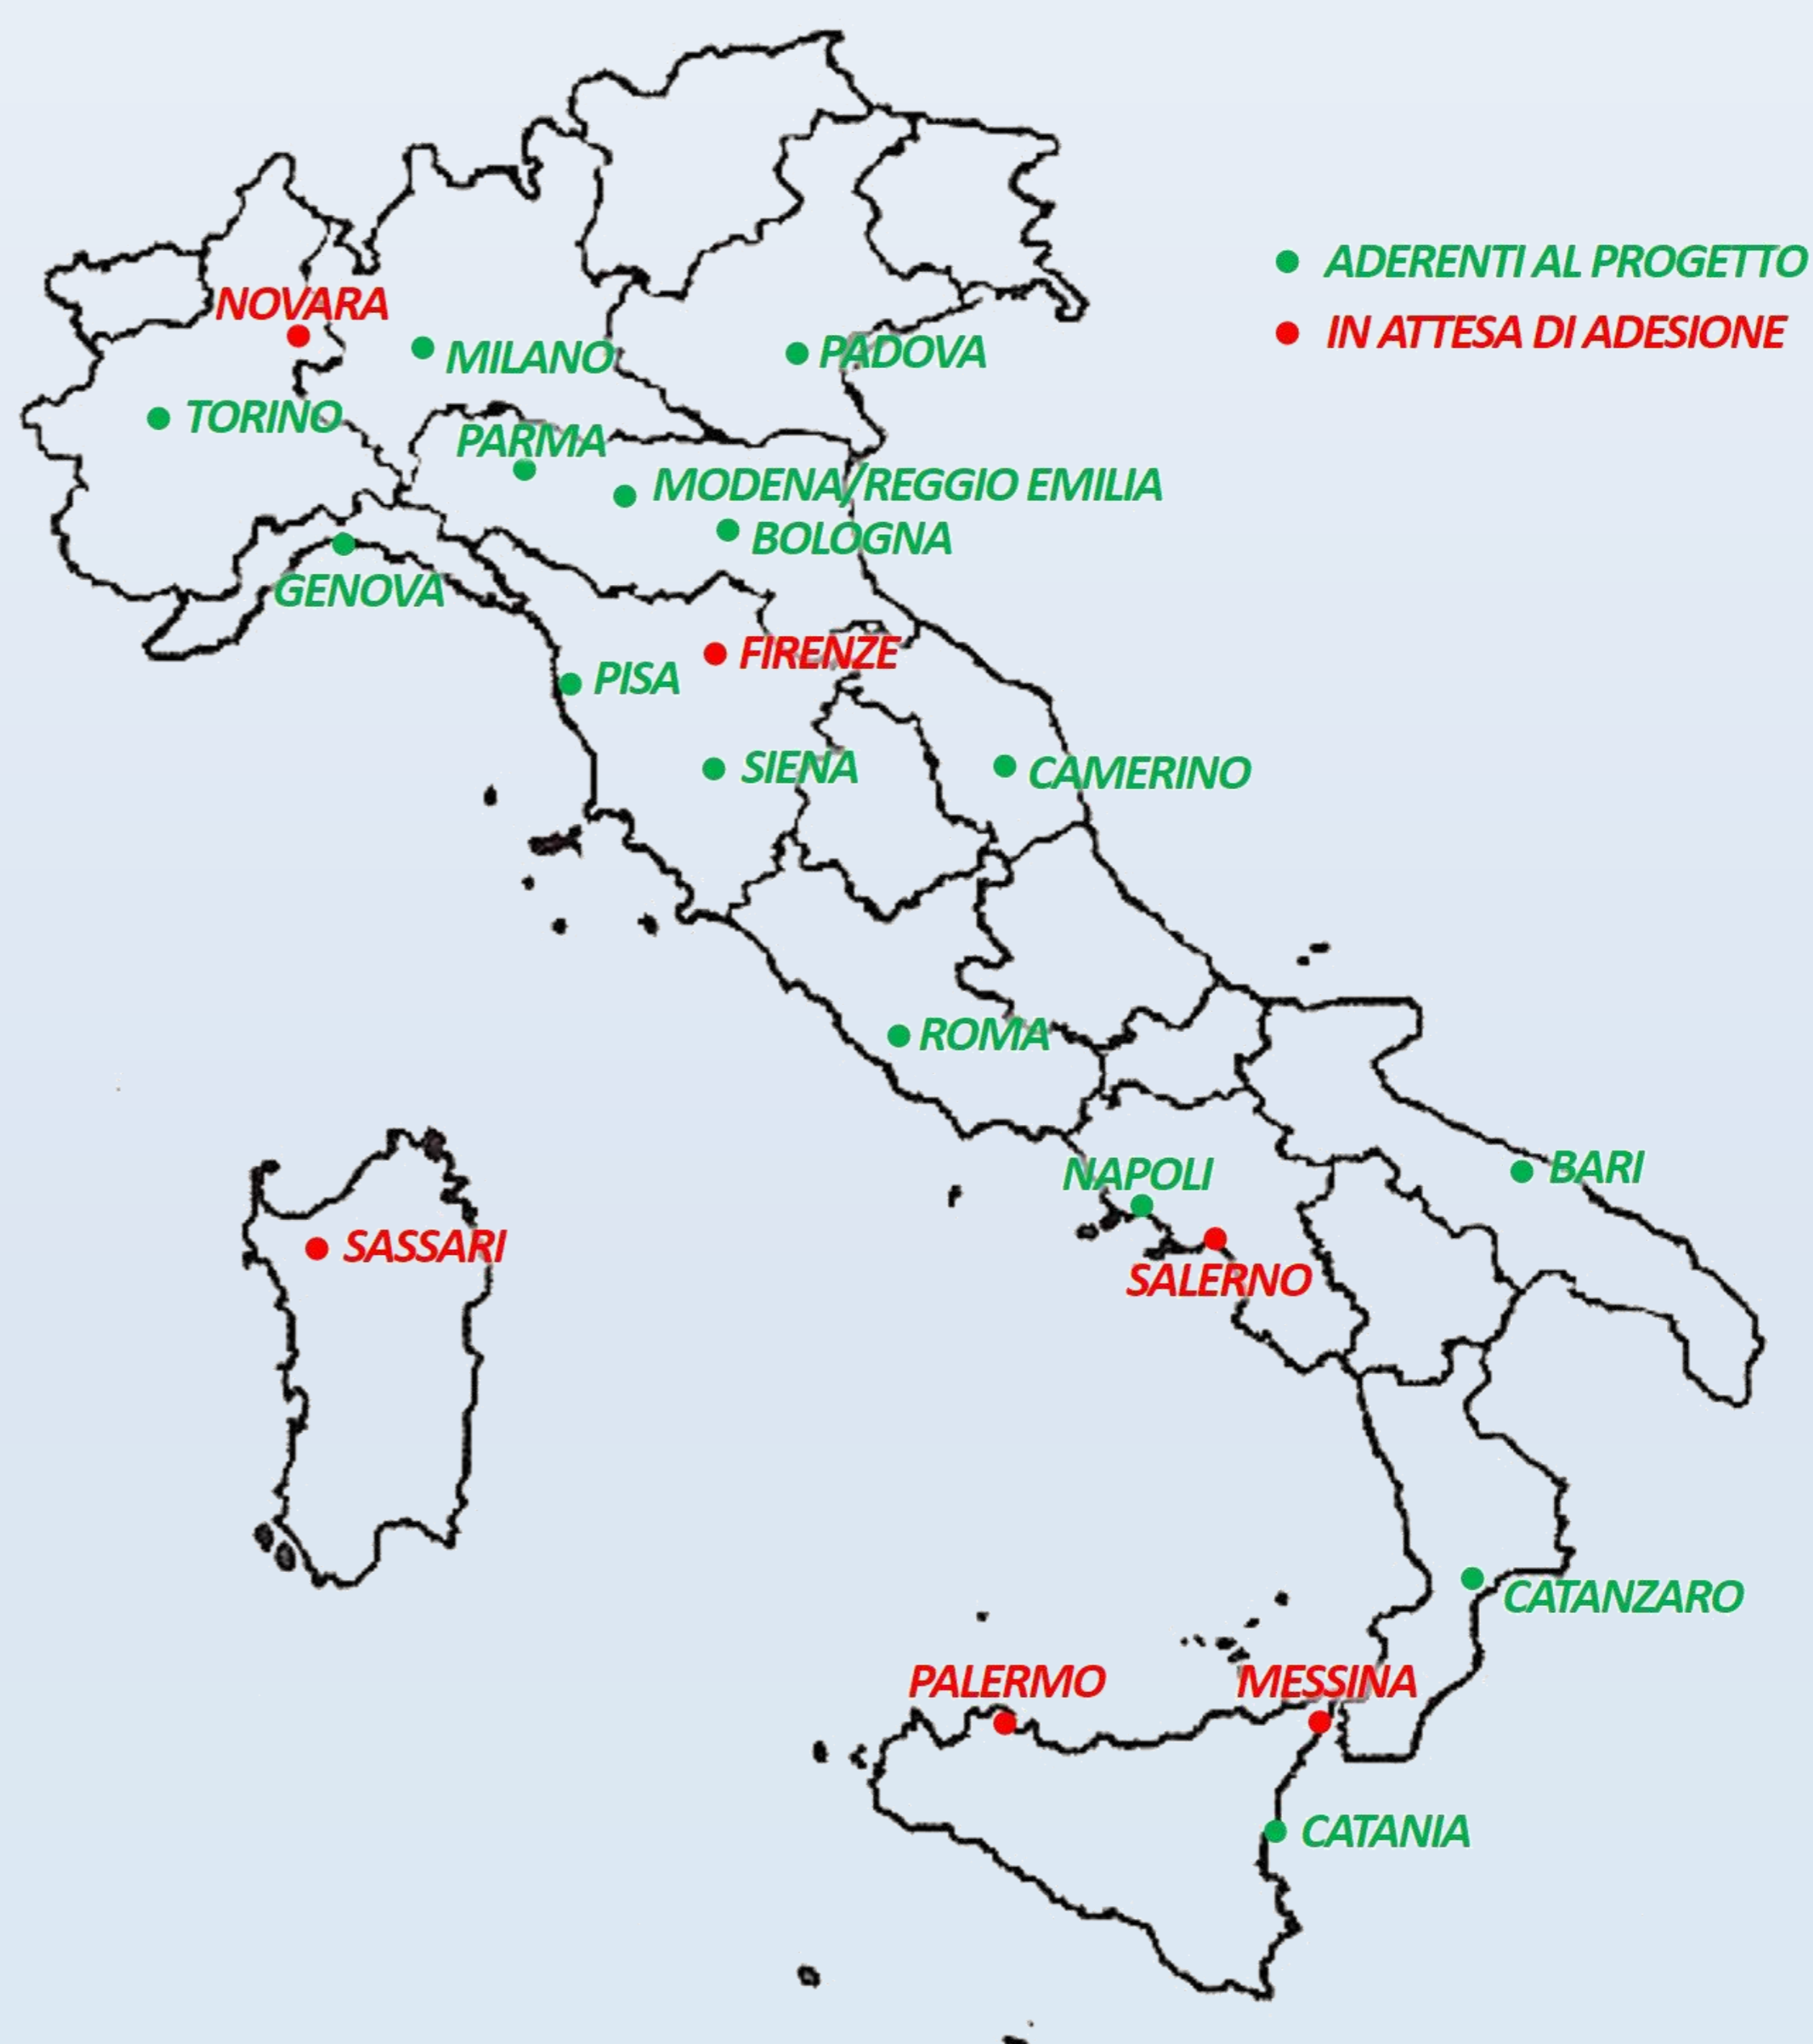 ADERENTI AL PROGETTO
IN ATTESA DI ADESIONE
NOVARA
MILANO
PADOVA
TORINO
PARMA
MODENA/REGGIO EMILIA
BOLOGNA
GENOVA
FIRENZE
PISA
SIENA
CAMERINO
ROMA
NAPOLI
BARI
SASSARI
SALERNO
CATANZARO
PALERMO
MESSINA
CATANIA